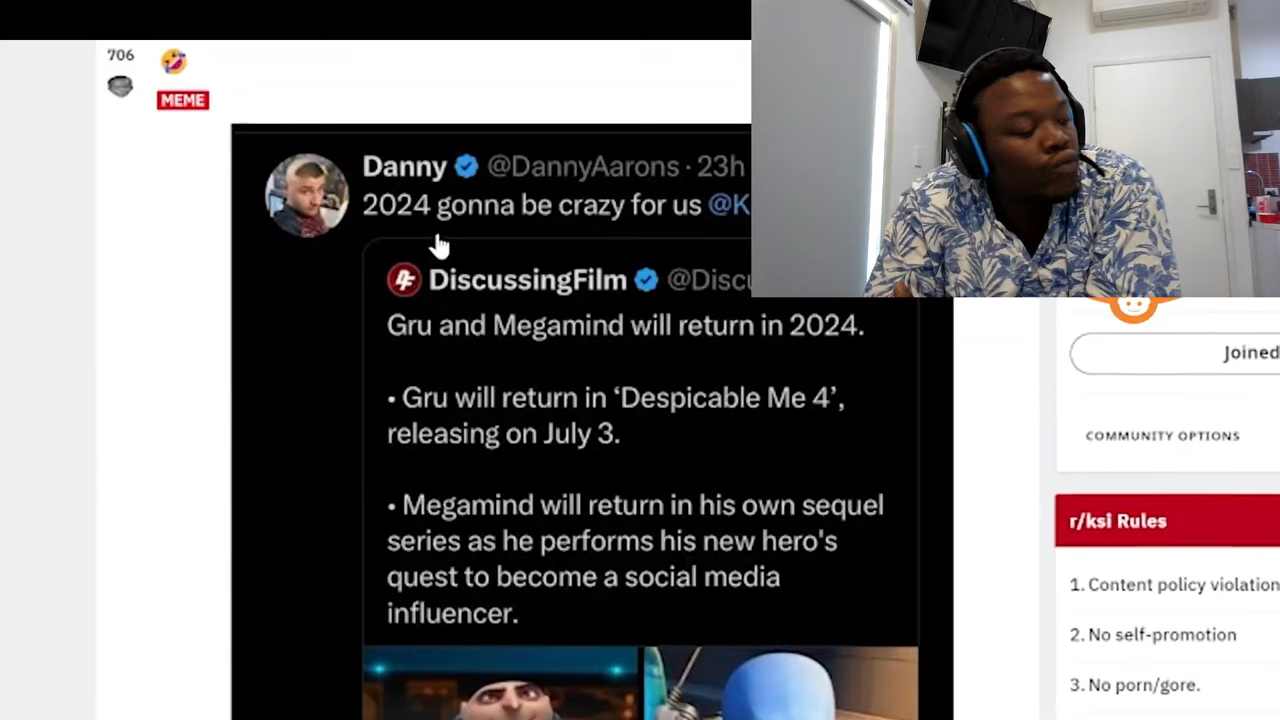 706
MEME
Danny @DannyAarons · 23h
2024 gonna be crazy for us @K
DiscussingFilm @Discu
Gru and Megamind will return in 2024.
• Gru will return in ‘Despicable Me 4’,
releasing on July 3.
• Megamind will return in his own sequel
series as he performs his new hero's
quest to become a social media
influencer.
Joined
COMMUNITY OPTIONS
r/ksi Rules
1. Content policy violation
2. No self-promotion
3. No porn/gore.